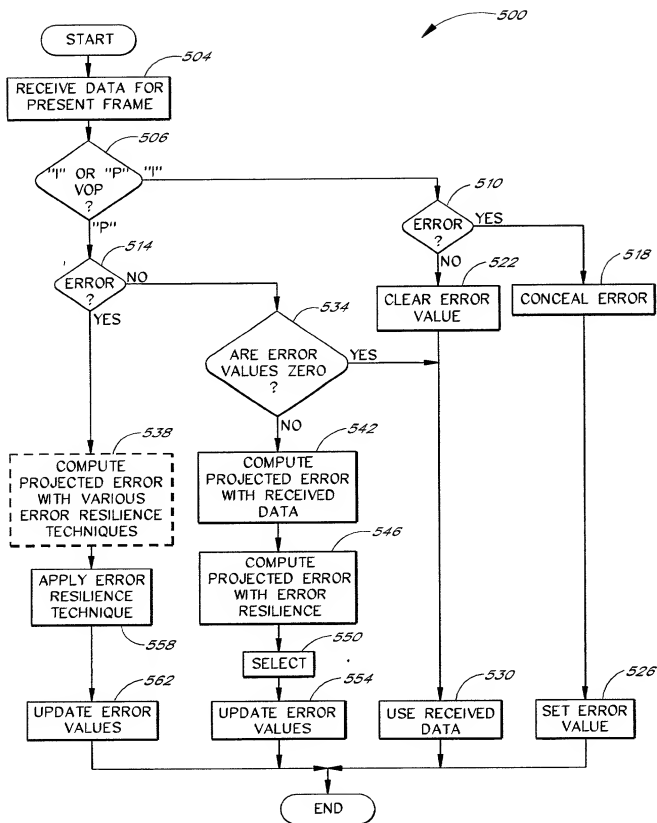 500
START
504
RECEIVE DATA FOR
PRESENT FRAME
506
"I" OR "P"
VOP
?
"I"
"P"
510
ERROR
?
YES
NO
514
ERROR
?
NO
YES
518
CONCEAL ERROR
522
CLEAR ERROR
VALUE
534
ARE ERROR
VALUES ZERO
?
YES
NO
538
COMPUTE
PROJECTED ERROR
WITH VARIOUS
ERROR RESILIENCE
TECHNIQUES
542
COMPUTE
PROJECTED ERROR
WITH RECEIVED
DATA
546
COMPUTE
PROJECTED ERROR
WITH ERROR
RESILIENCE
APPLY ERROR
RESILIENCE
TECHNIQUE
558
550
SELECT
562
UPDATE ERROR
VALUES
554
UPDATE ERROR
VALUES
530
USE RECEIVED
DATA
526
SET ERROR
VALUE
END